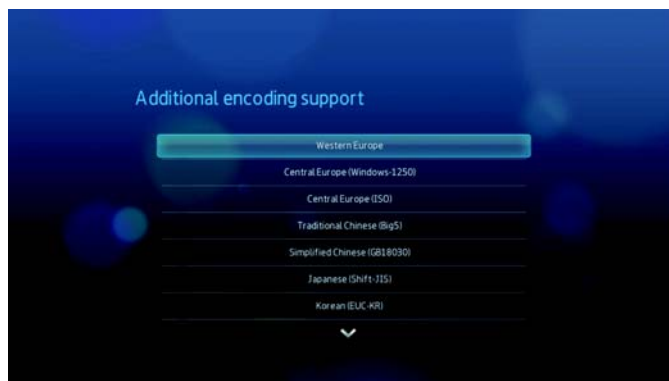 Additional encoding support
Western Europe
Central Europe (Windows-1250)
Central Europe (ISO)
Traditional Chinese (Big5)
Simplified Chinese (GB18030)
Japanese (Shift-JIS)
Korean (EUC-KR)